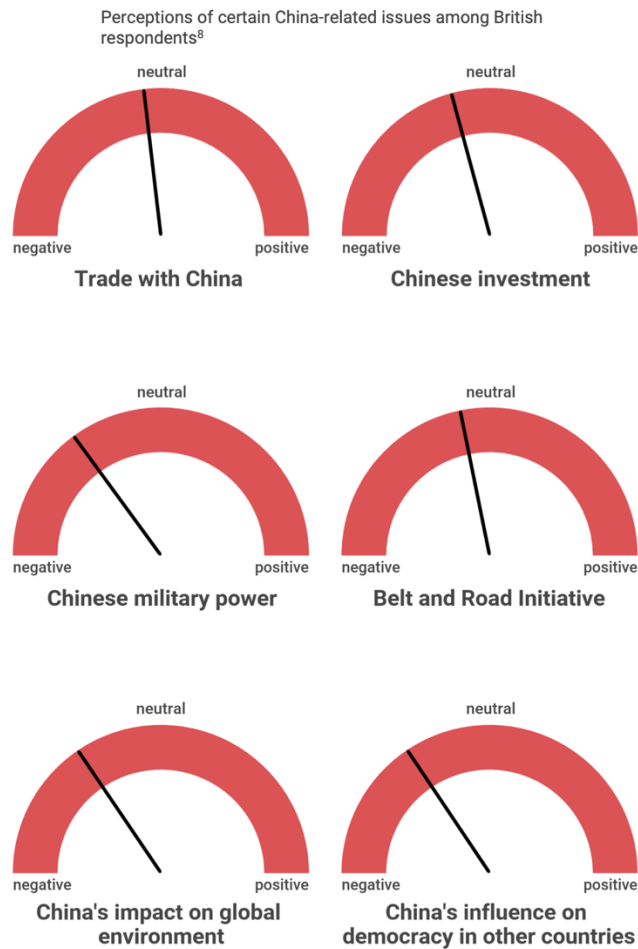 Perceptions of certain China-related issues among British
respondents⁸
neutral
negative
positive
Trade with China
neutral
negative
positive
Chinese investment
neutral
negative
positive
Chinese military power
neutral
negative
positive
Belt and Road Initiative
neutral
negative
positive
China's impact on global
environment
neutral
negative
positive
China's influence on
democracy in other countries